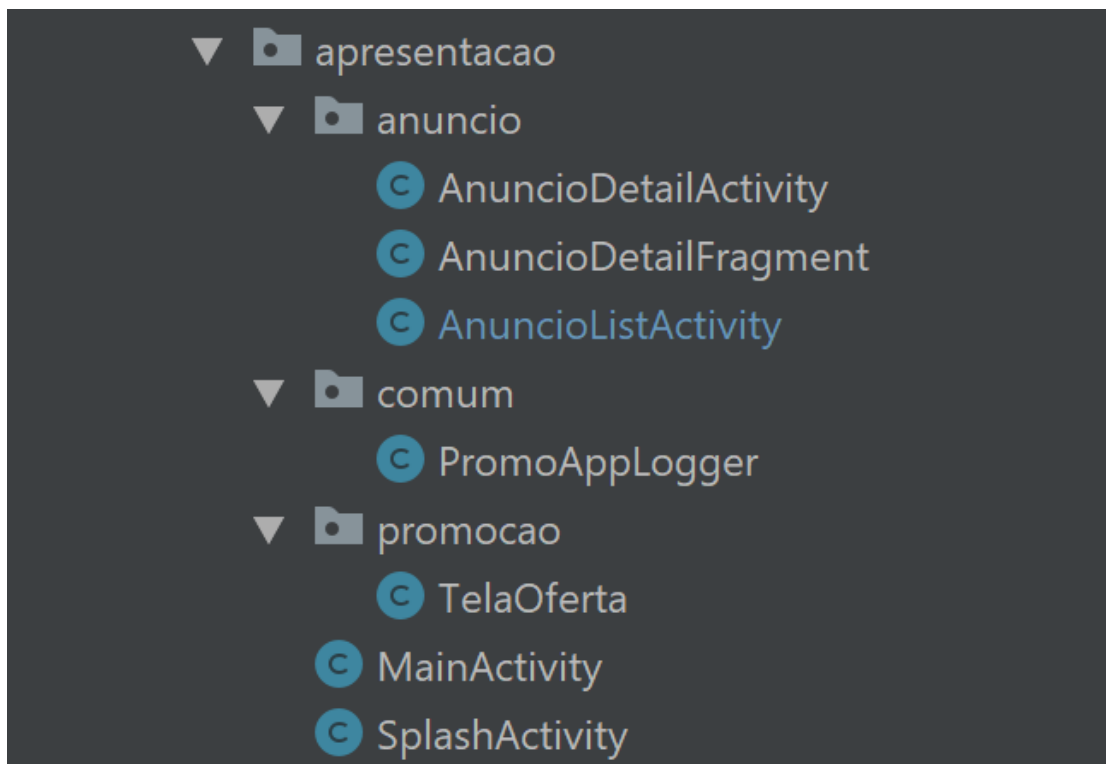 apresentacao
anuncio
C AnuncioDetailActivity
C AnuncioDetailFragment
C AnuncioListActivity
comum
C PromoAppLogger
promocao
C TelaOferta
C MainActivity
C SplashActivity